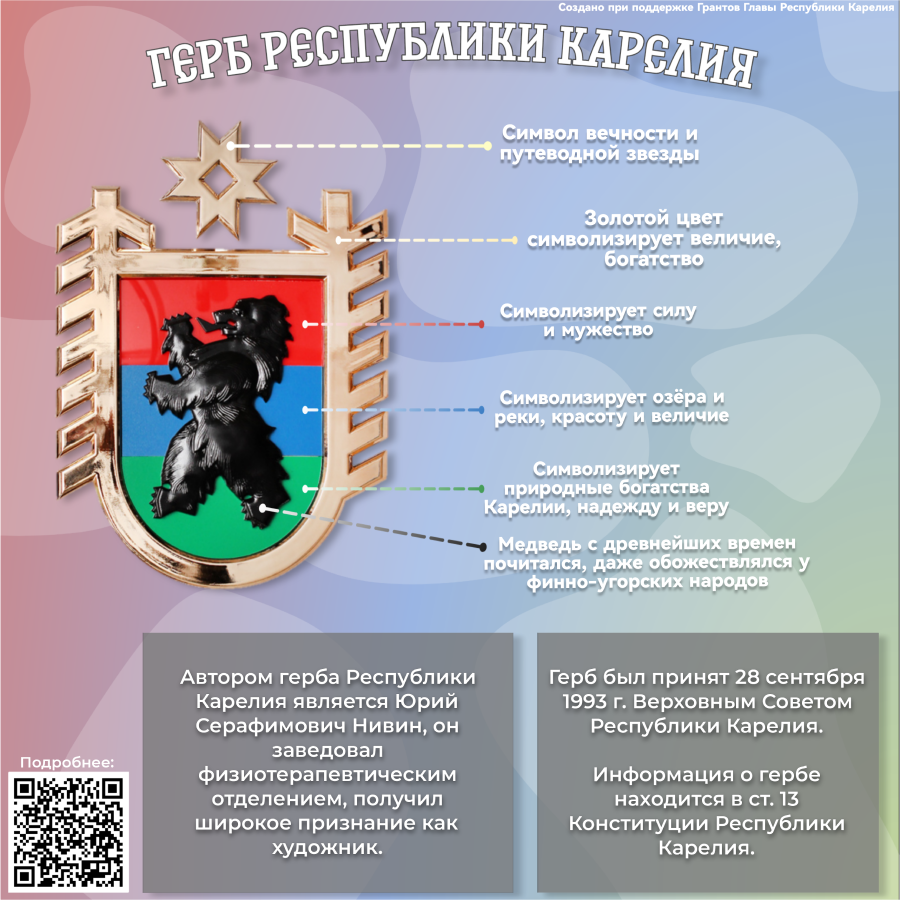 Создано при поддержке Грантов Главы Республики Карелия
ГЕРБ РЕСПУБЛИКИ КАРЕЛИЯ
Символ вечности и
путеводной звезды
Золотой цвет
символизирует величие,
богатство
Символизирует силу
и мужество
Символизирует озёра и
реки, красоту и величие
Символизирует
природные богатства
Карелии, надежду и веру
Медведь с древнейших времен
почитался, даже обожествлялся у
финно-угорских народов
Автором герба Республики
Карелия является Юрий
Серафимович Нивин, он
заведовал
физиотерапевтическим
отделением, получил
широкое признание как
художник.
Герб был принят 28 сентября
1993 г. Верховным Советом
Республики Карелия.
Информация о гербе
находится в ст. 13
Конституции Республики
Карелия.
Подробнее: